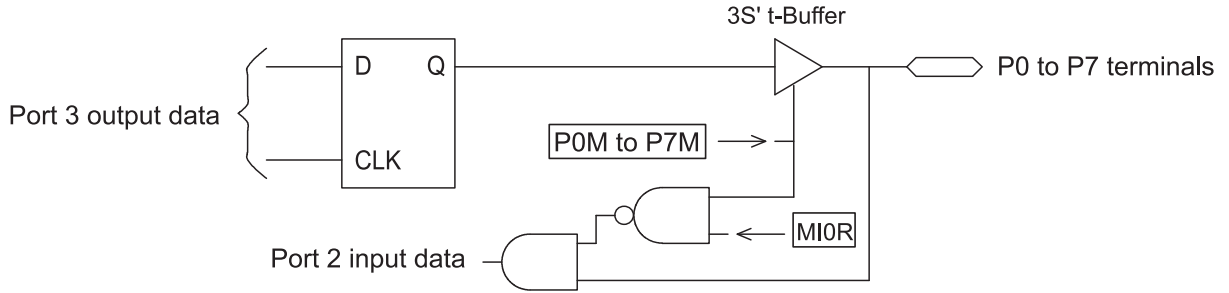 3S' t-Buffer
D Q
P0 to P7 terminals
Port 3 output data
P0M to P7M
CLK
MI0R
Port 2 input data